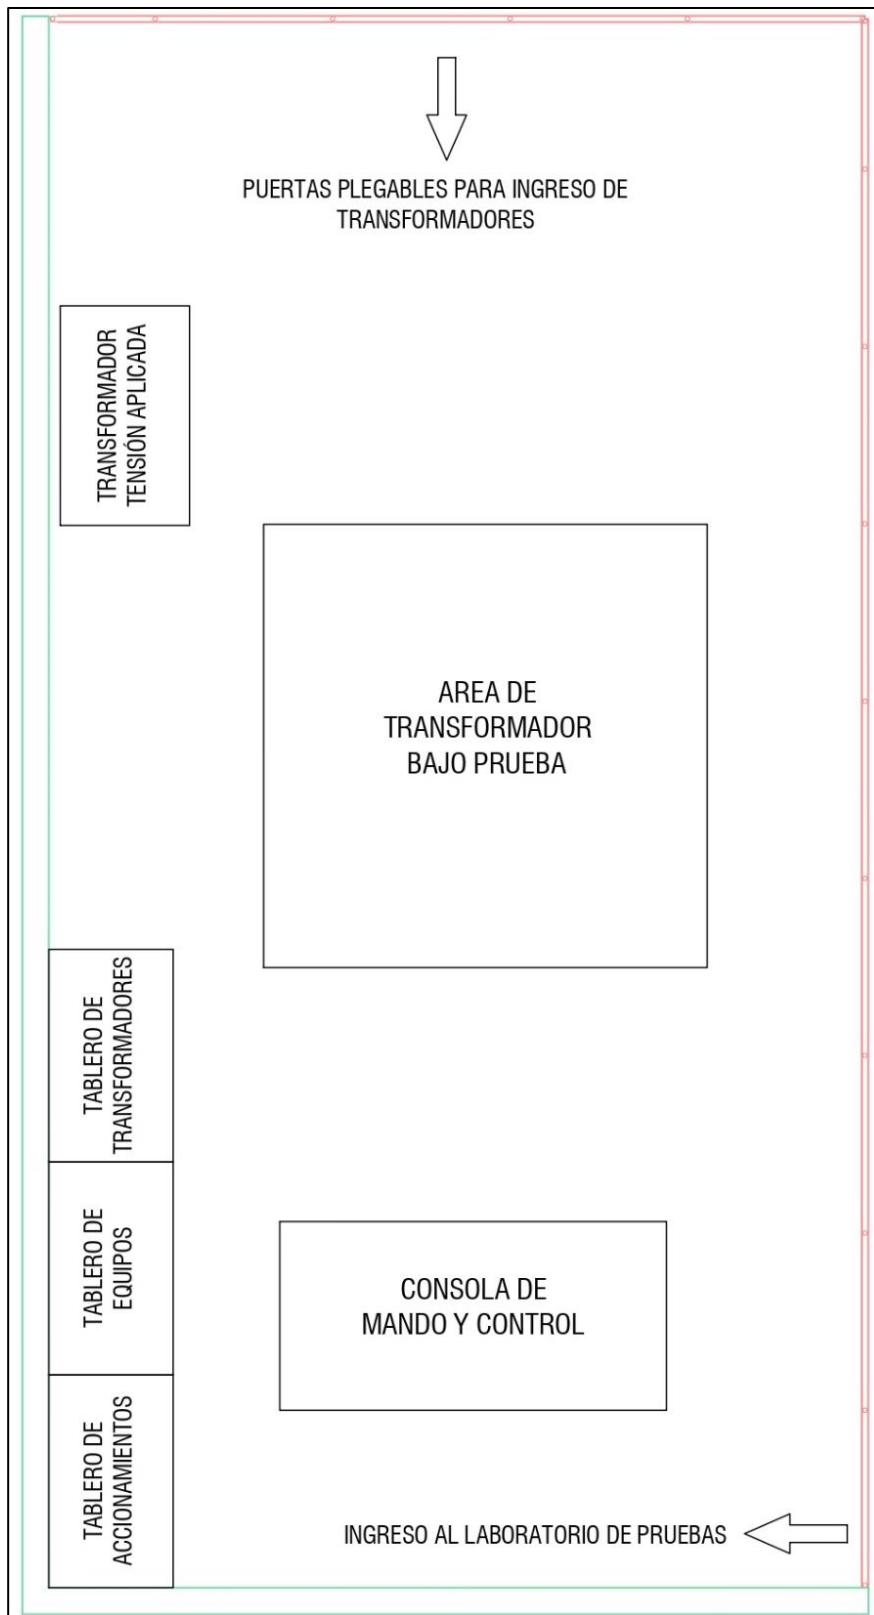 PUERTAS PLEGABLES PARA INGRESO DE
TRANSFORMADORES
TRANSFORMADOR
TENSIÓN APLICADA
AREA DE
TRANSFORMADOR
BAJO PRUEBA
TABLERO DE
TRANSFORMADORES
TABLERO DE
EQUIPOS
CONSOLA DE
MANDO Y CONTROL
TABLERO DE
ACCIONAMIENTOS
INGRESO AL LABORATORIO DE PRUEBAS